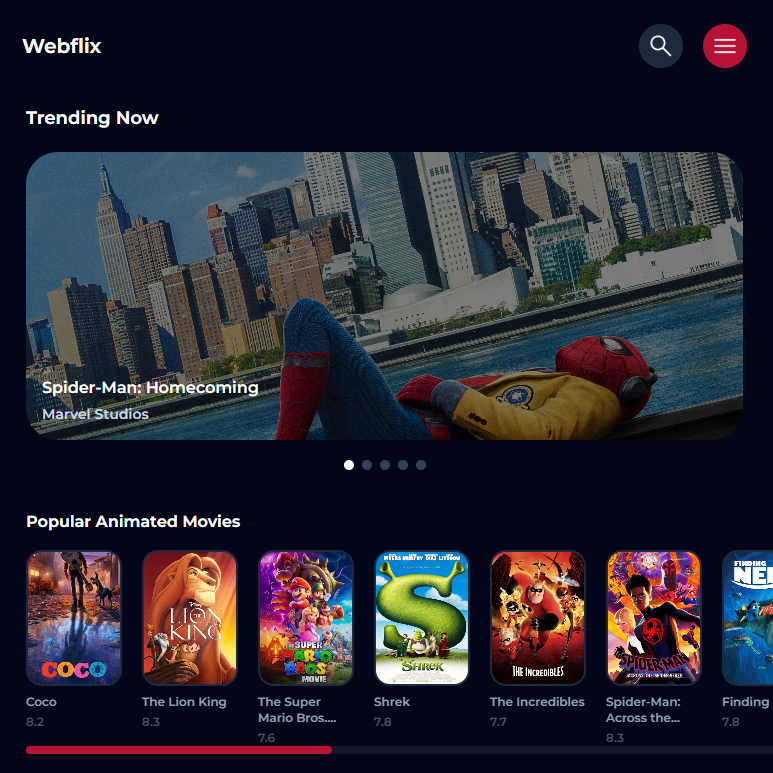 Webflix
Trending Now
Spider-Man: Homecoming
Marvel Studios
Popular Animated Movies
COCO
Disney
THE LION KING
THE SUPER
MARIO
BROS
MOVIE
SHREK
THE INCREDIBLES
SPIDER-MAN
ACROSS THE SPIDER-VERSE
FINDING
Coco
The Lion King
The Super
Mario Bros....
Shrek
The Incredibles
Spider-Man:
Across the...
Finding
8.2
8.3
7.6
7.8
7.7
8.3
7.8